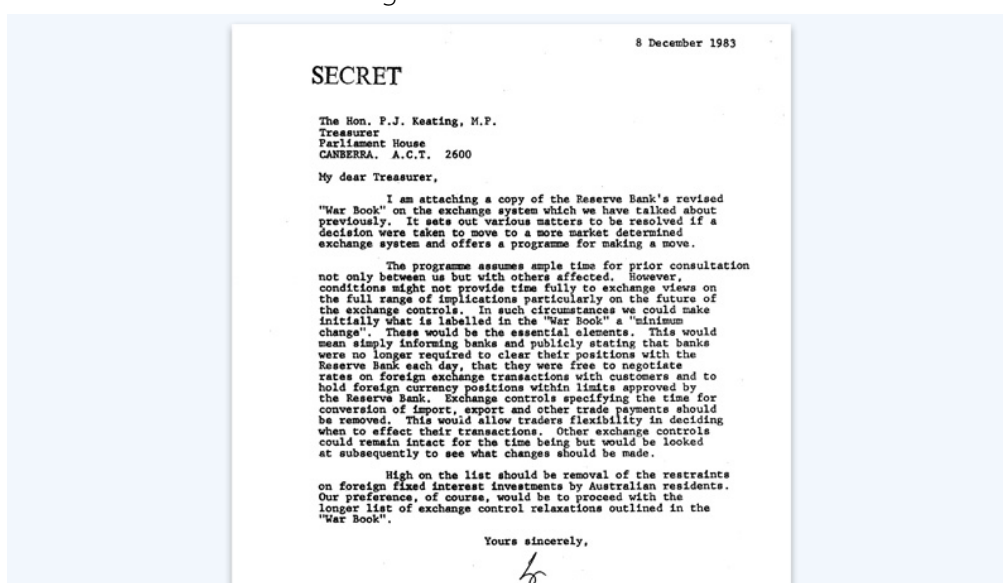 8 December 1983
SECRET
The Hon. P.J. Keating, M.P.
Treasurer
Parliament House
CANBERRA. A.C.T. 2600
My dear Treasurer,
I am attaching a copy of the Reserve Bank's revised
"War Book" on the exchange system which we have talked about
previously. It sets out various matters to be resolved if a
decision were taken to move to a more market determined
exchange system and offers a programme for making a move.
The programme assumes ample time for prior consultation
not only between us but with others affected. However,
conditions might not provide time fully to exchange views on
the full range of implications particularly on the future of
the exchange controls. In such circumstances we could make
initially what is labelled in the "War Book" a "minimum
change". These would be the essential elements. This would
mean simply informing banks and publicly stating that banks
were no longer required to clear their positions with the
Reserve Bank each day, that they were free to negotiate
rates on foreign exchange transactions with customers and to
hold foreign currency positions within limits approved by
the Reserve Bank. Exchange controls specifying the time for
conversion of import, export and other trade payments should
be removed. This would allow traders flexibility in deciding
when to effect their transactions. Other exchange controls
could remain intact for the time being but would be looked
at subsequently to see what changes should be made.
High on the list should be removal of the restraints
on foreign fixed interest investments by Australian residents.
Our preference, of course, would be to proceed with the
longer list of exchange control relaxations outlined in the
"War Book".
Yours sincerely,